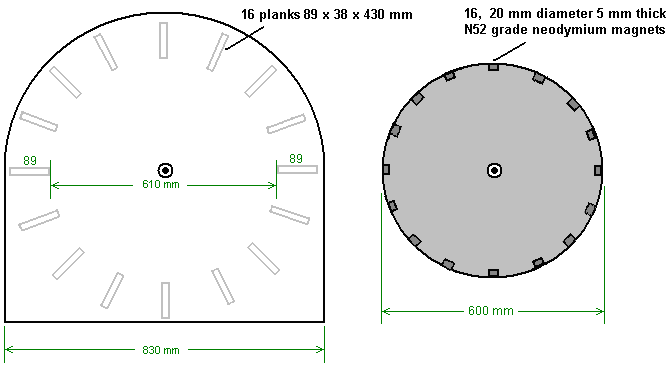 16 planks 89 x 38 x 430 mm
16, 20 mm diameter 5 mm thick
N52 grade neodymium magnets
89
89
610 mm
600 mm
830 mm